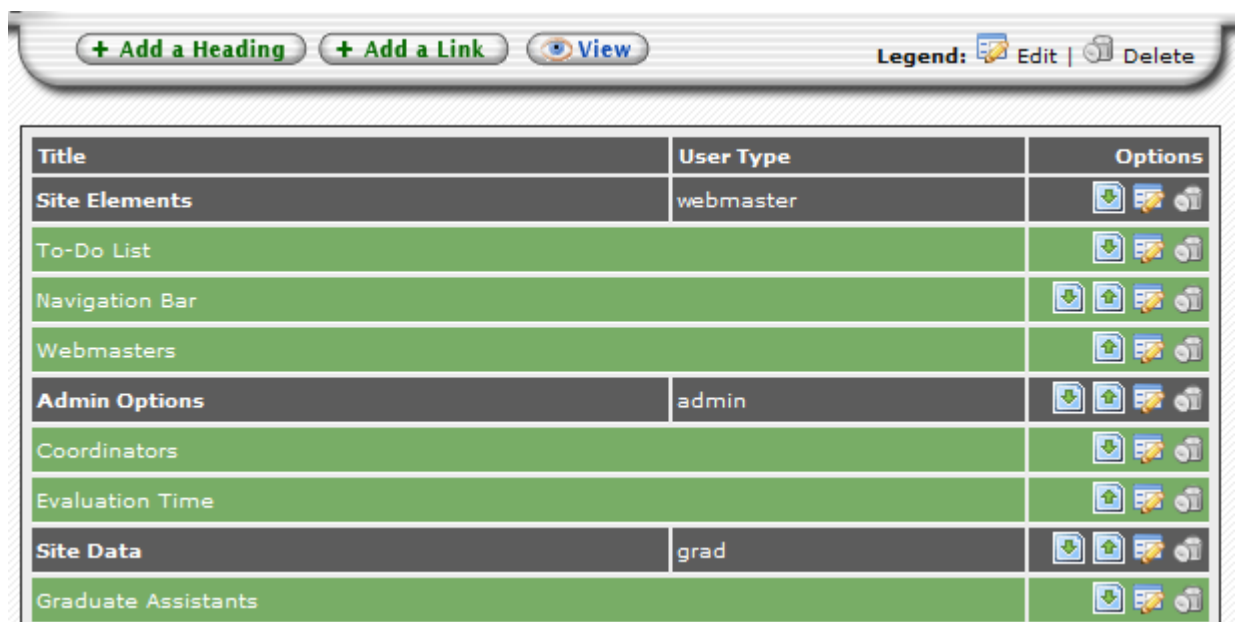 + Add a Heading + Add a Link View Legend: Edit | Delete
Title User Type Options
Site Elements webmaster
To-Do List
Navigation Bar
Webmasters
Admin Options admin
Coordinators
Evaluation Time
Site Data grad
Graduate Assistants